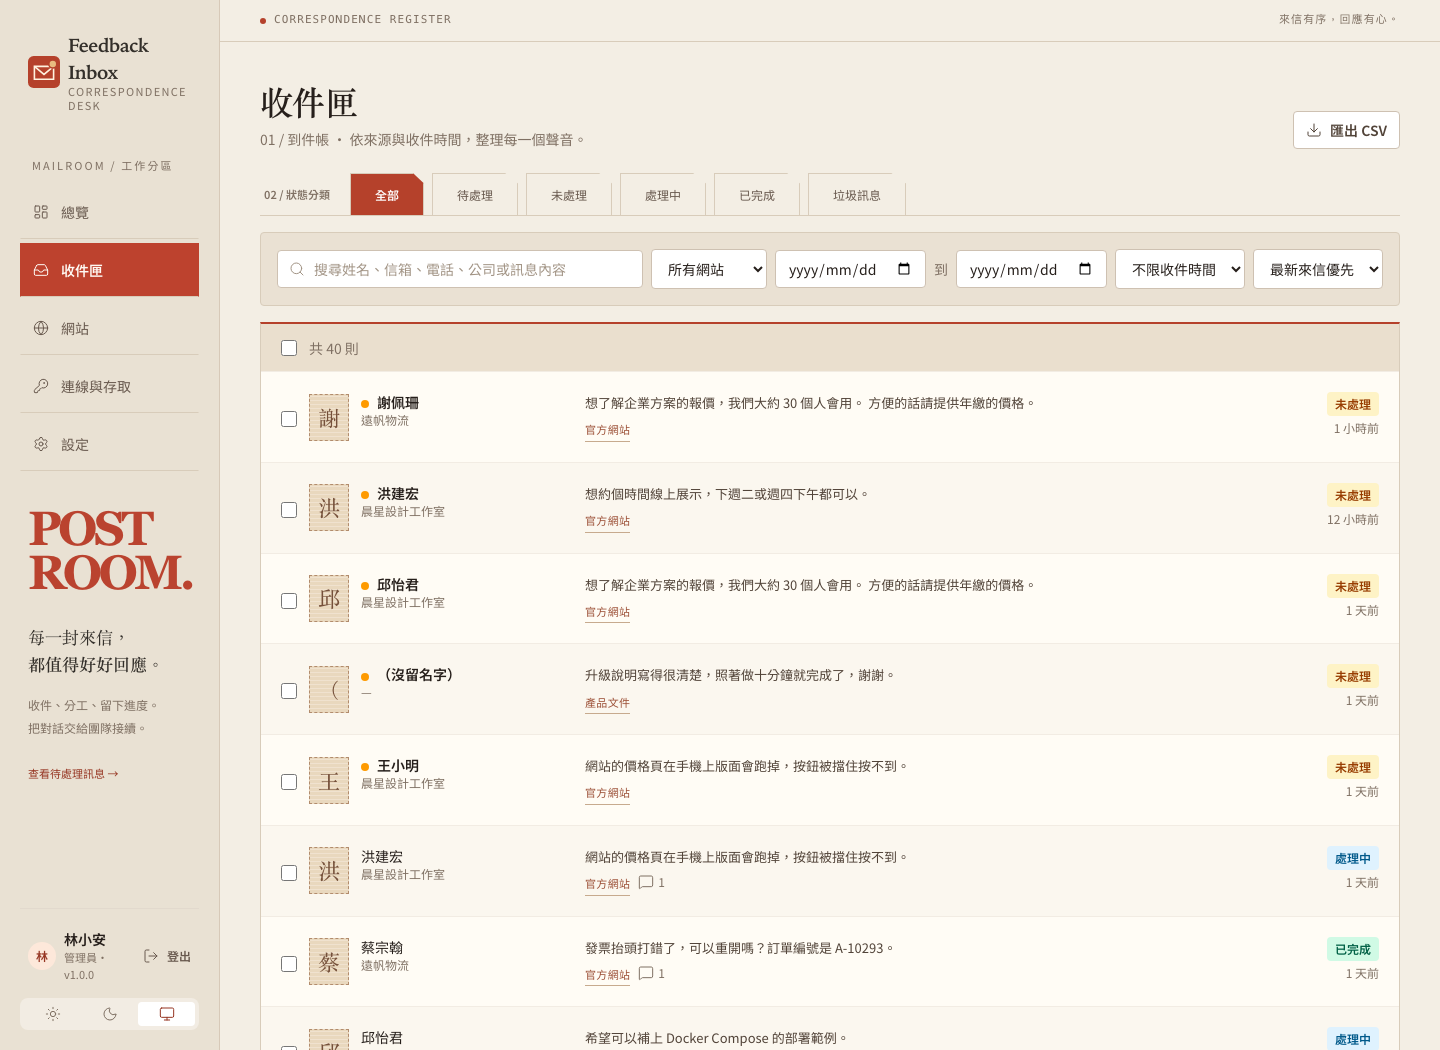 Feedback
Inbox
CORRESPONDENCE
DESK
MAILROOM / 工作分區
總覽
收件匣
網站
連線與存取
設定
POST
ROOM.
每一封來信，
都值得好好回應。
收件、分工、留下進度。
把對話交給團隊接續。
查看待處理訊息 →
林
林小安
管理員・
v1.0.0
登出
CORRESPONDENCE REGISTER
來信有序，回應有心。
收件匣
01 / 到件帳 ・ 依來源與收件時間，整理每一個聲音。
匯出 CSV
02 / 狀態分類
全部
待處理
未處理
處理中
已完成
垃圾訊息
搜尋姓名、信箱、電話、公司或訊息內容
所有網站
yyyy/mm/dd
到
yyyy/mm/dd
不限收件時間
最新來信優先
共 40 則
謝
謝佩珊
遠帆物流
想了解企業方案的報價，我們大約 30 個人會用。 方便的話請提供年繳的價格。
官方網站
未處理
1 小時前
洪
洪建宏
晨星設計工作室
想約個時間線上展示，下週二或週四下午都可以。
官方網站
未處理
12 小時前
邱
邱怡君
晨星設計工作室
想了解企業方案的報價，我們大約 30 個人會用。 方便的話請提供年繳的價格。
官方網站
未處理
1 天前
（
（沒留名字）
—
升級說明寫得很清楚，照著做十分鐘就完成了，謝謝。
產品文件
未處理
1 天前
王
王小明
晨星設計工作室
網站的價格頁在手機上版面會跑掉，按鈕被擋住按不到。
官方網站
未處理
1 天前
洪
洪建宏
晨星設計工作室
網站的價格頁在手機上版面會跑掉，按鈕被擋住按不到。
官方網站 1
處理中
1 天前
蔡
蔡宗翰
遠帆物流
發票抬頭打錯了，可以重開嗎？訂單編號是 A-10293。
官方網站 1
已完成
1 天前
邱
邱怡君
希望可以補上 Docker Compose 的部署範例。
處理中